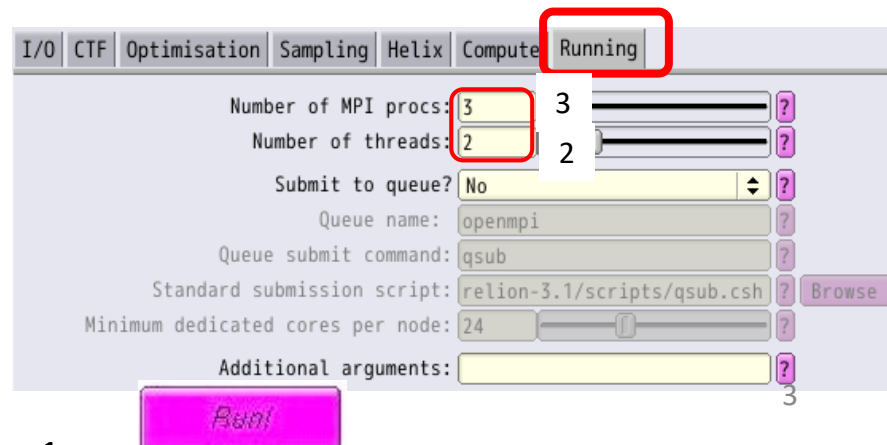 I/O CTF Optimisation Sampling Helix Compute Running
Number of MPI procs: 3 3 ?
Number of threads: 2 2 ?
Submit to queue? No ?
Queue name: openmpi ?
Queue submit command: qsub ?
Standard submission script: relion-3.1/scripts/qsub.csh ? Browse
Minimum dedicated cores per node: 24 ?
Additional arguments: ?
3
Run!